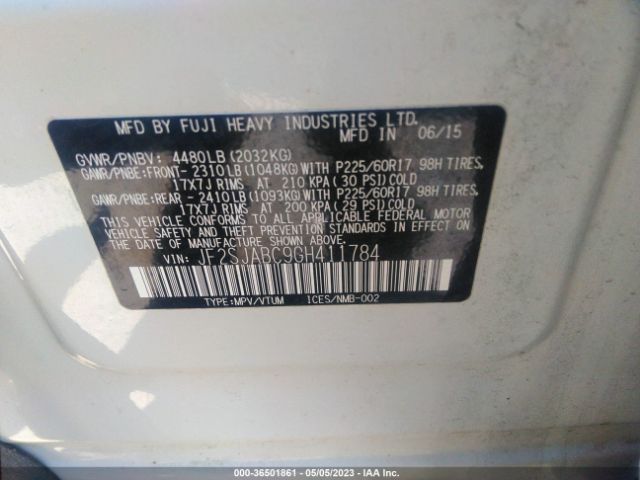 MFD BY FUJI HEAVY INDUSTRIES LTD.
MFD IN 06/15
GVWR/PNBV: 4480LB(2032KG)
GAWR/PNBE:FRONT- 2310LB(1048KG)WITH P225/60R17 98H TIRES,
17X7J RIMS AT 210 KPA(30 PSI)COLD
GAWR/PNBE:REAR - 2410LB(1093KG)WITH P225/60R17 98H TIRES,
17X7J RIMS AT 200 KPA(29 PSI)COLD
THIS VEHICLE CONFORMS TO ALL APPLICABLE FEDERAL MOTOR
VEHICLE SAFETY, BUMPER, AND THEFT PREVENTION
STANDARDS IN EFFECT ON THE DATE OF
MANUFACTURE SHOWN ABOVE.
VIN: JF2SJABC9GH411784
TYPE:MPV/VTUM ICES/NMB-002
000-36501861 - 05/05/2023 - IAA Inc.